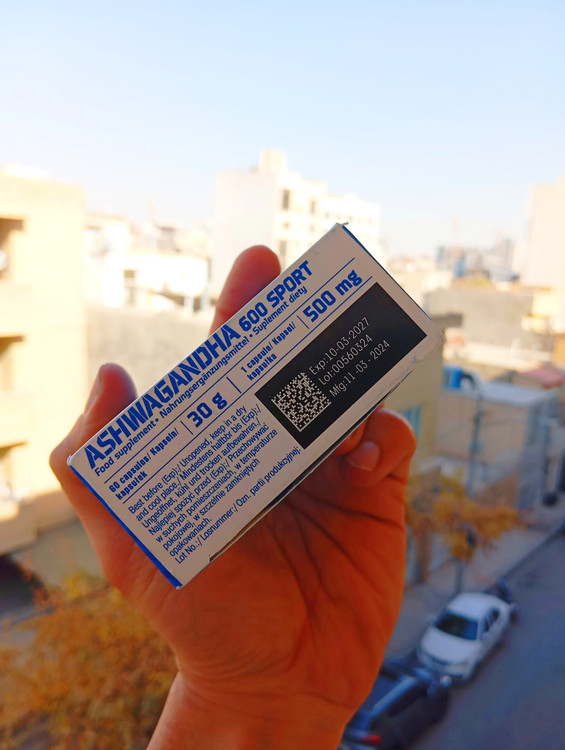 ASHWAGANDHA 600 SPORT
Food supplement • Nahrungsergänzungsmittel • Suplement diety
60 capsules/ Kapseln/
kapsułek
30 g
1 capsule/ Kapsel/
kapsułka
500 mg
Exp:10-03-2027
Lot:00560324
Mfg:11-03-2024
Best before (Exp):/ Unopened, keep in a dry
and cool place./ Mindestens haltbar bis (Exp):/
Ungeöffnet, kühl und trocken aufbewahren./
Najlepiej spożyć przed (Exp):/ Przechowywać
w suchych pomieszczeniach, w temperaturze
pokojowej, w szczelnie zamkniętych
opakowaniach.
Lot No.:/ Losnummer:/ Ozn. partii produkcyjnej: